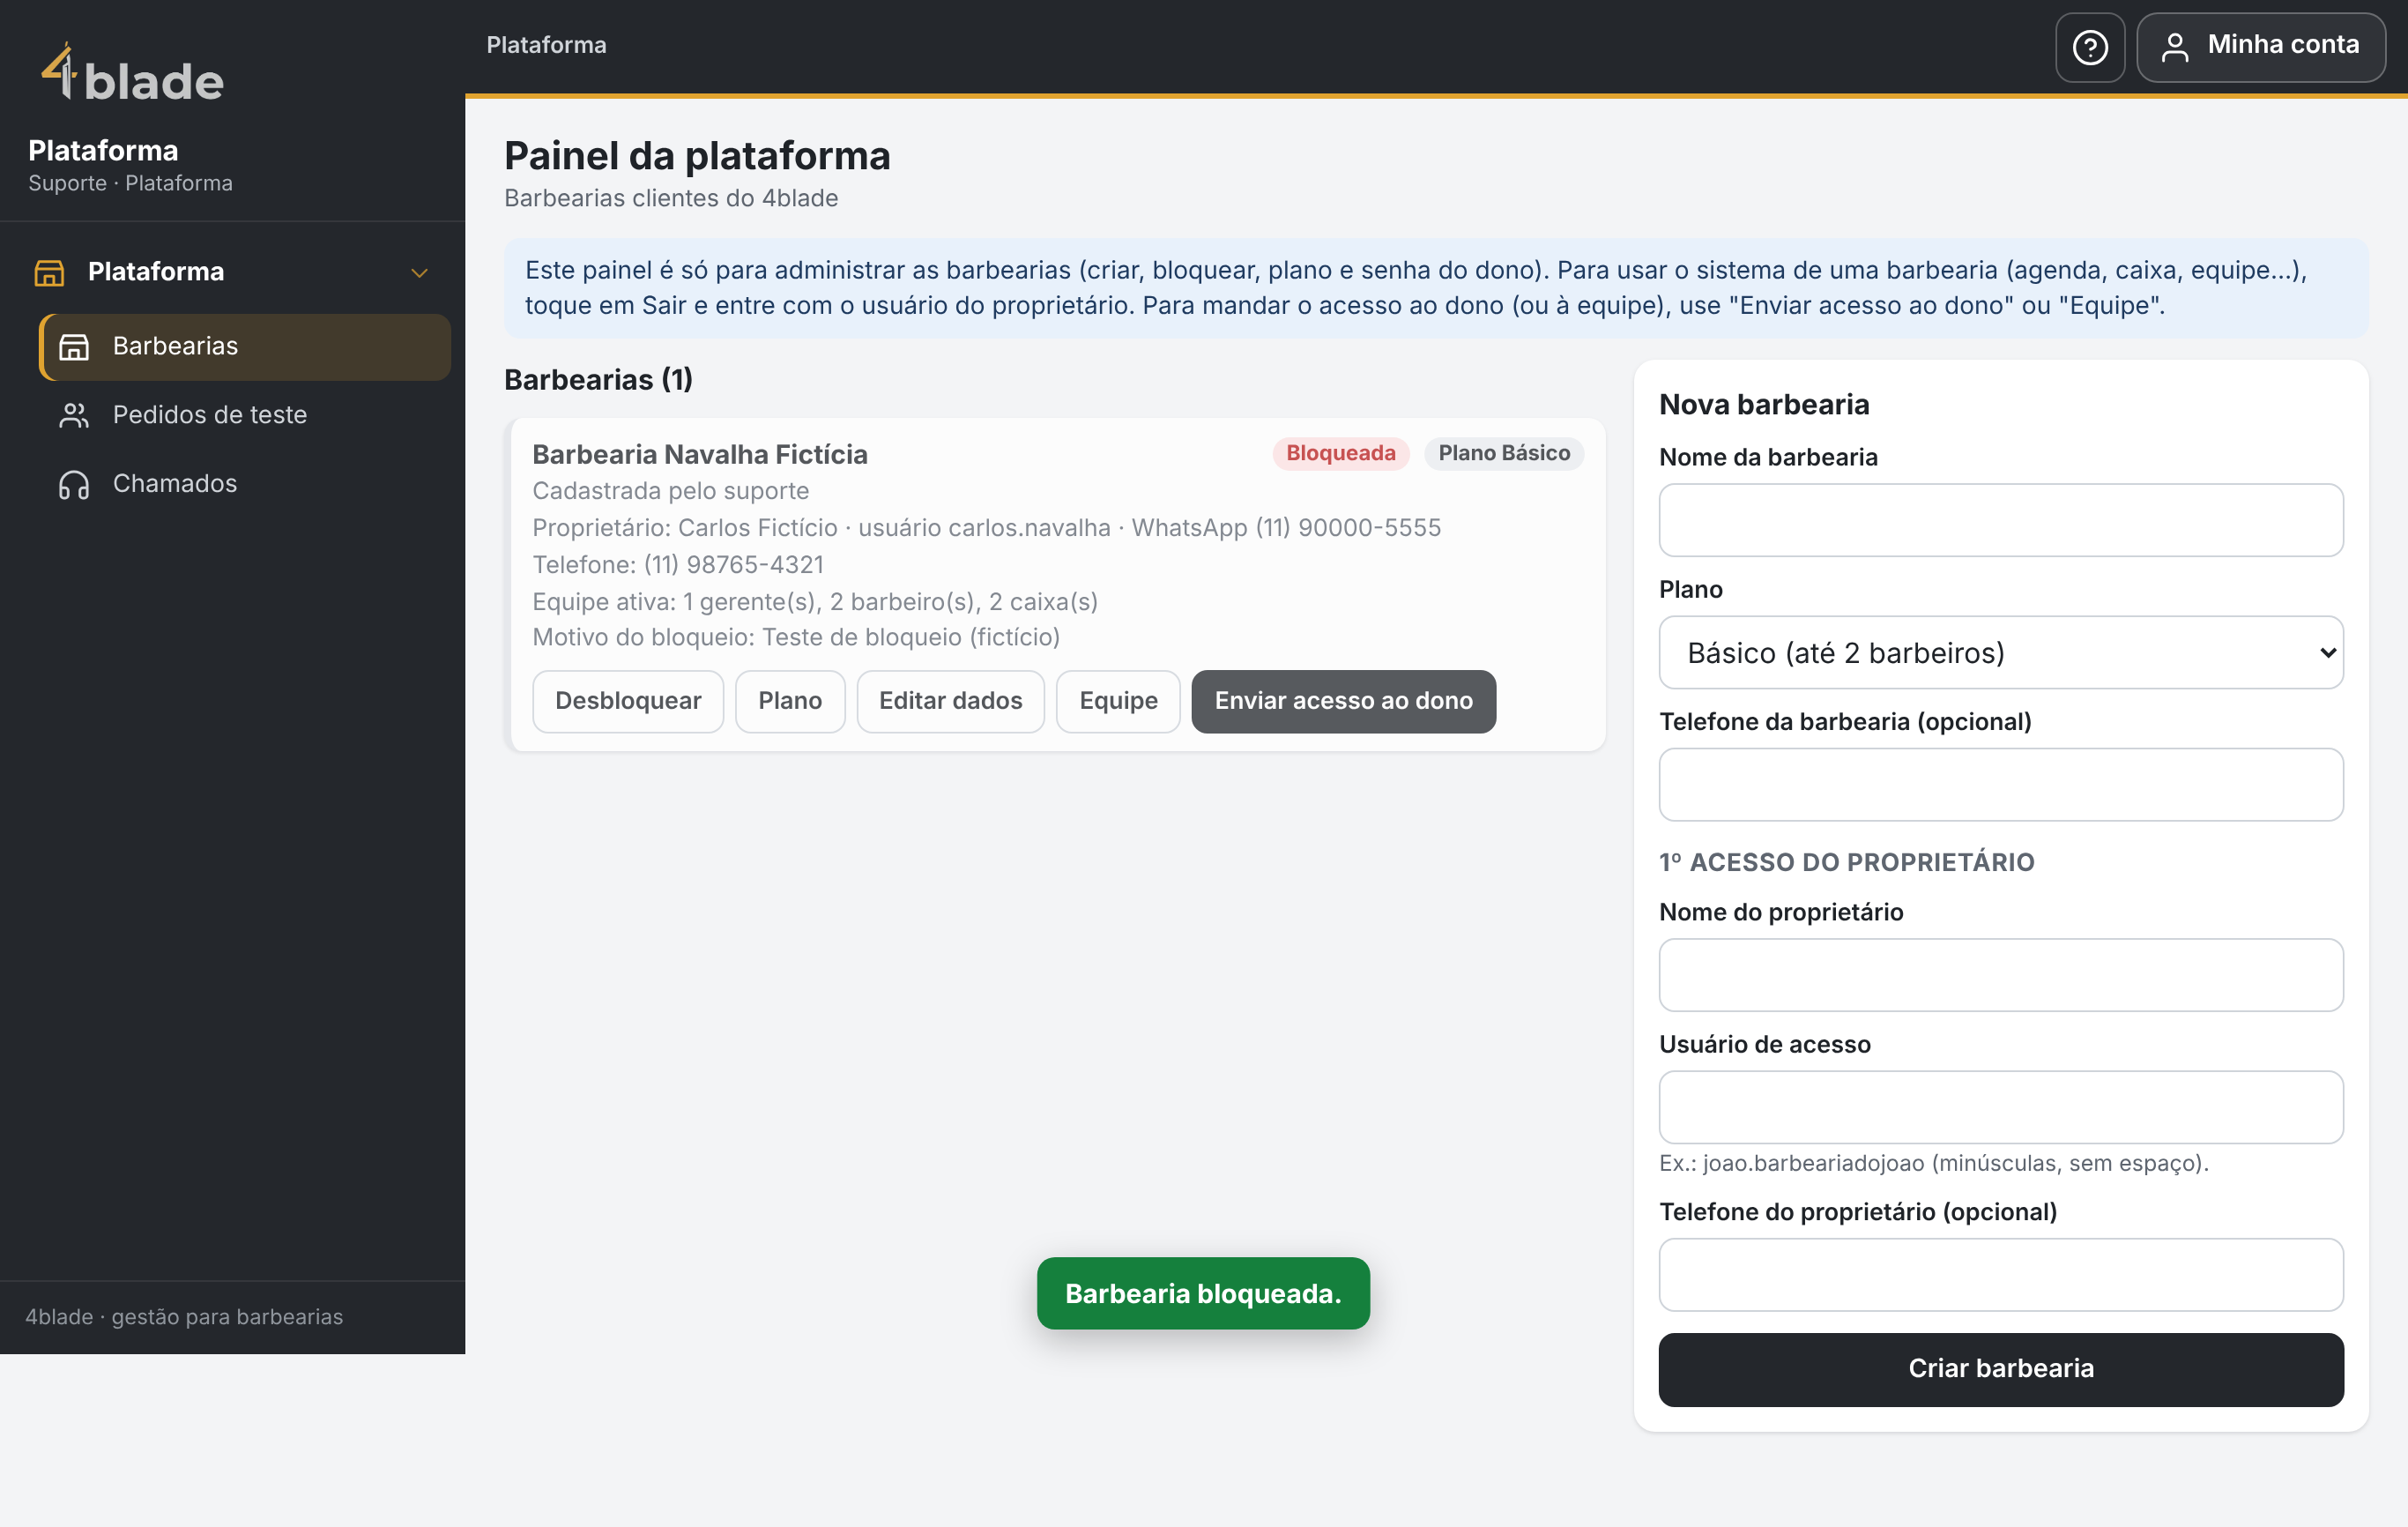 4blade
Plataforma
Suporte · Plataforma
Plataforma
Barbearias
Pedidos de teste
Chamados
4blade · gestão para barbearias
Plataforma
Minha conta
Painel da plataforma
Barbearias clientes do 4blade
Este painel é só para administrar as barbearias (criar, bloquear, plano e senha do dono). Para usar o sistema de uma barbearia (agenda, caixa, equipe...),
toque em Sair e entre com o usuário do proprietário. Para mandar o acesso ao dono (ou à equipe), use "Enviar acesso ao dono" ou "Equipe".
Barbearias (1)
Barbearia Navalha Fictícia
Bloqueada
Plano Básico
Cadastrada pelo suporte
Proprietário: Carlos Fictício · usuário carlos.navalha · WhatsApp (11) 90000-5555
Telefone: (11) 98765-4321
Equipe ativa: 1 gerente(s), 2 barbeiro(s), 2 caixa(s)
Motivo do bloqueio: Teste de bloqueio (fictício)
Desbloquear
Plano
Editar dados
Equipe
Enviar acesso ao dono
Nova barbearia
Nome da barbearia
Plano
Básico (até 2 barbeiros)
Telefone da barbearia (opcional)
1º ACESSO DO PROPRIETÁRIO
Nome do proprietário
Usuário de acesso
Ex.: joao.barbeariadojoao (minúsculas, sem espaço).
Telefone do proprietário (opcional)
Criar barbearia
Barbearia bloqueada.